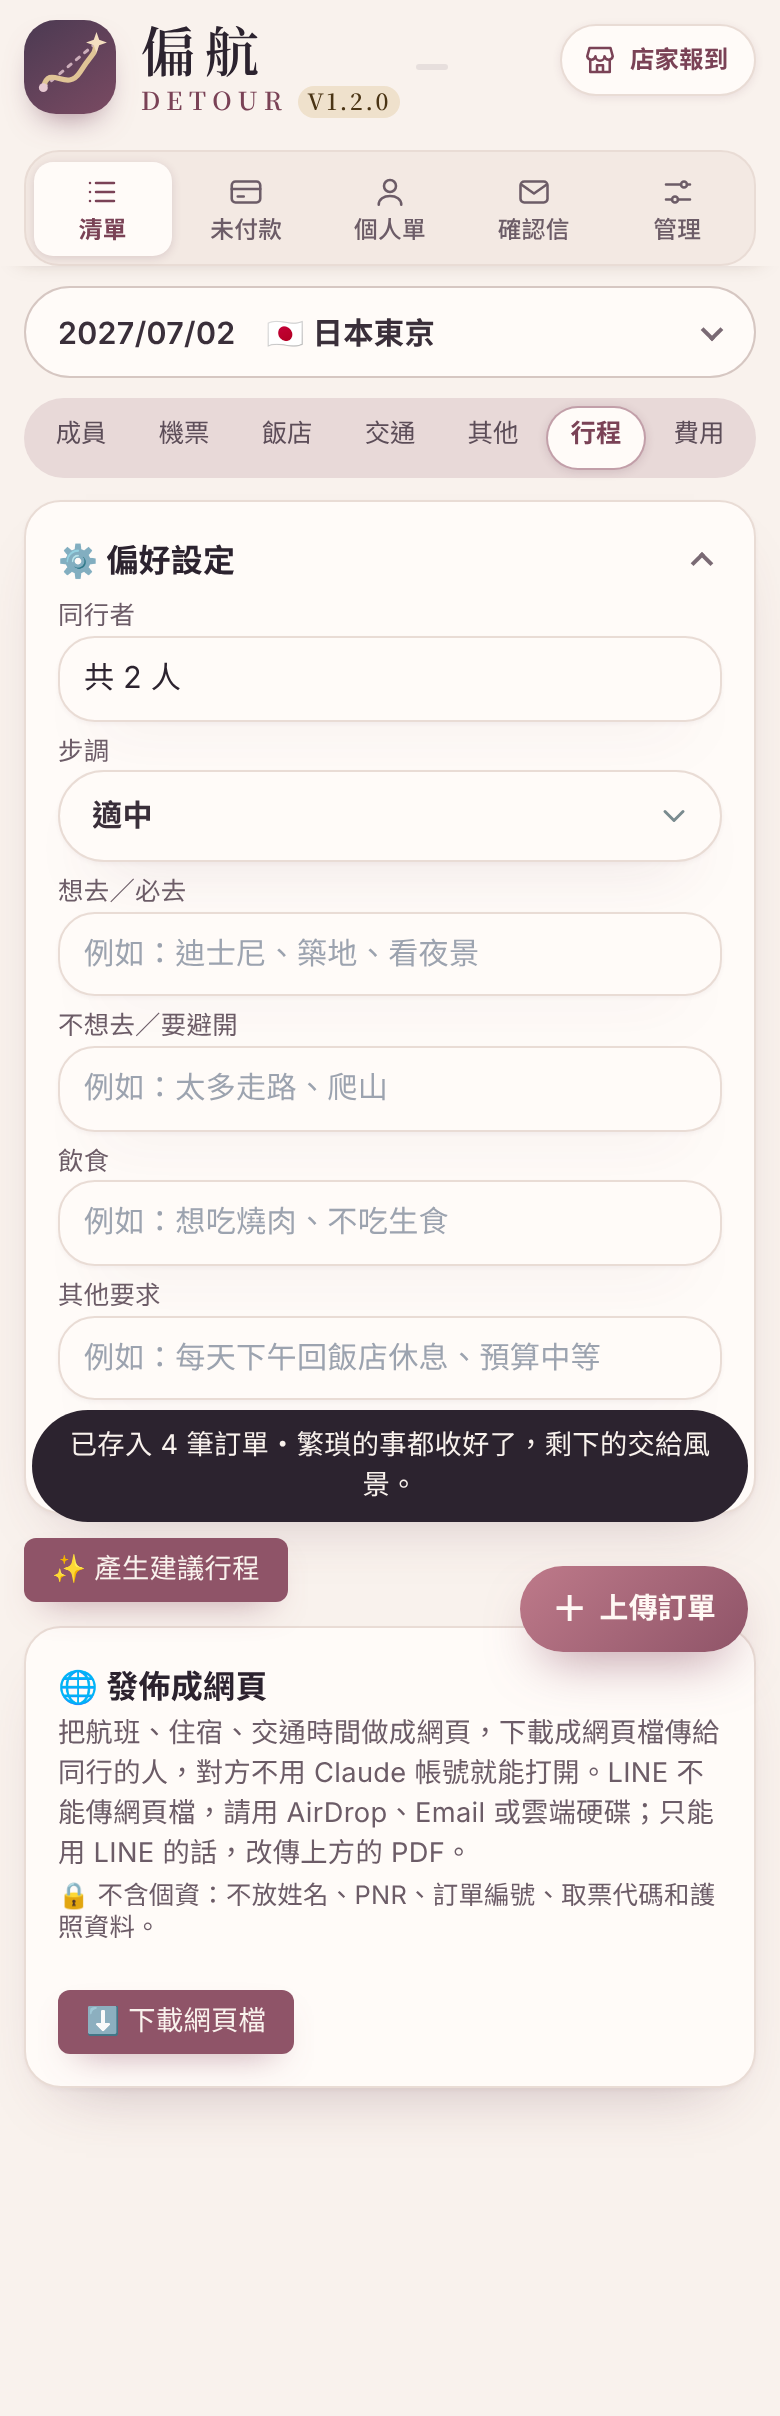 偏航
DETOUR V1.2.0
店家報到
清單
未付款
個人單
確認信
管理
2027/07/02 🇯🇵 日本東京
成員 機票 飯店 交通 其他 行程 費用
⚙️ 偏好設定
同行者
共 2 人
步調
適中
想去／必去
例如：迪士尼、築地、看夜景
不想去／要避開
例如：太多走路、爬山
飲食
例如：想吃燒肉、不吃生食
其他要求
例如：每天下午回飯店休息、預算中等
已存入 4 筆訂單・繁瑣的事都收好了，剩下的交給風
景。
✨ 產生建議行程
＋ 上傳訂單
🌐 發佈成網頁
把航班、住宿、交通時間做成網頁，下載成網頁檔傳給
同行的人，對方不用 Claude 帳號就能打開。LINE 不
能傳網頁檔，請用 AirDrop、Email 或雲端硬碟；只能
用 LINE 的話，改傳上方的 PDF。
🔒 不含個資：不放姓名、PNR、訂單編號、取票代碼和護
照資料。
⬇️ 下載網頁檔